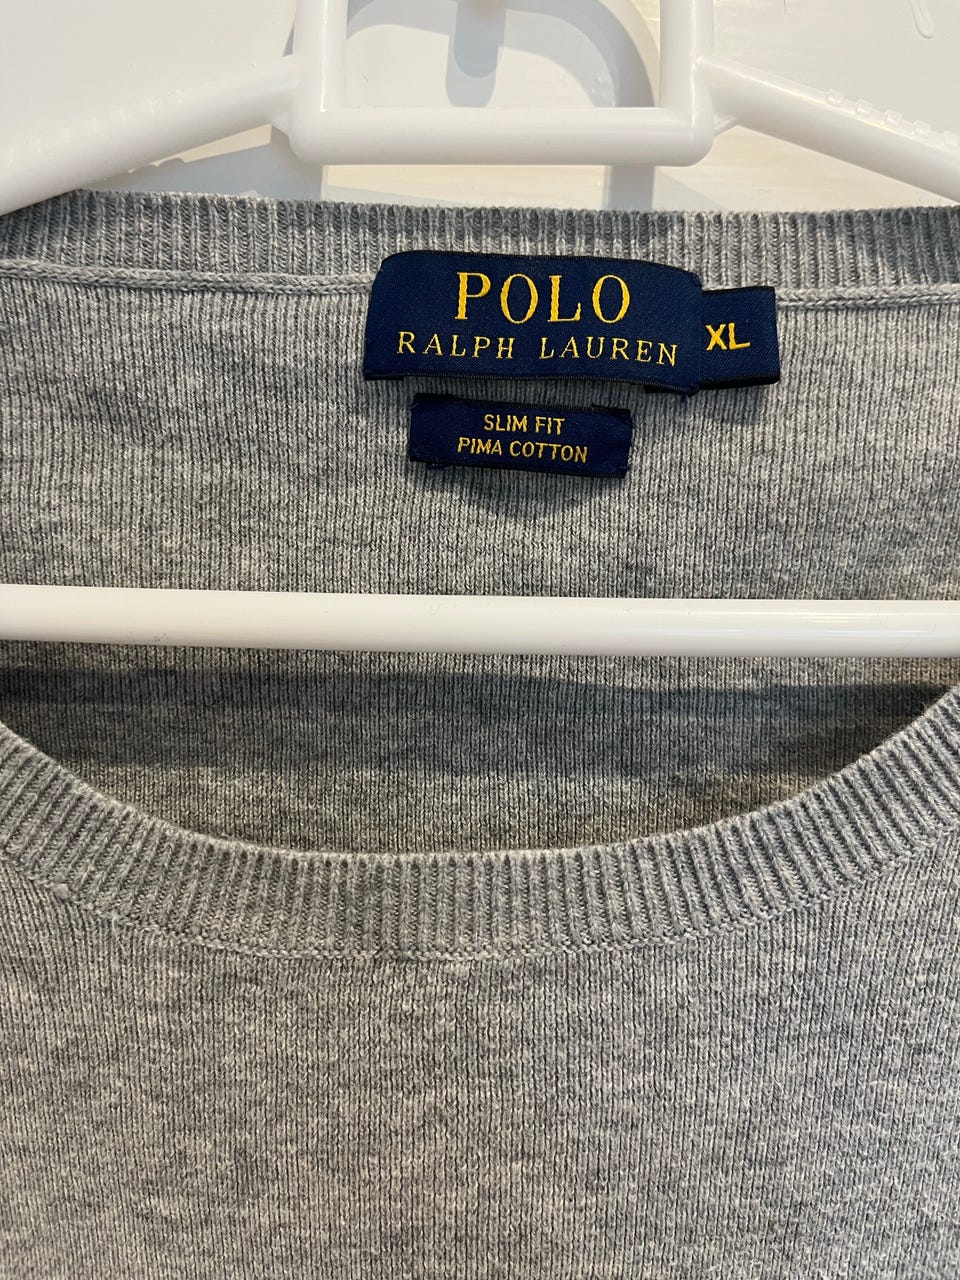 POLO
RALPH LAUREN
XL
SLIM FIT
PIMA COTTON